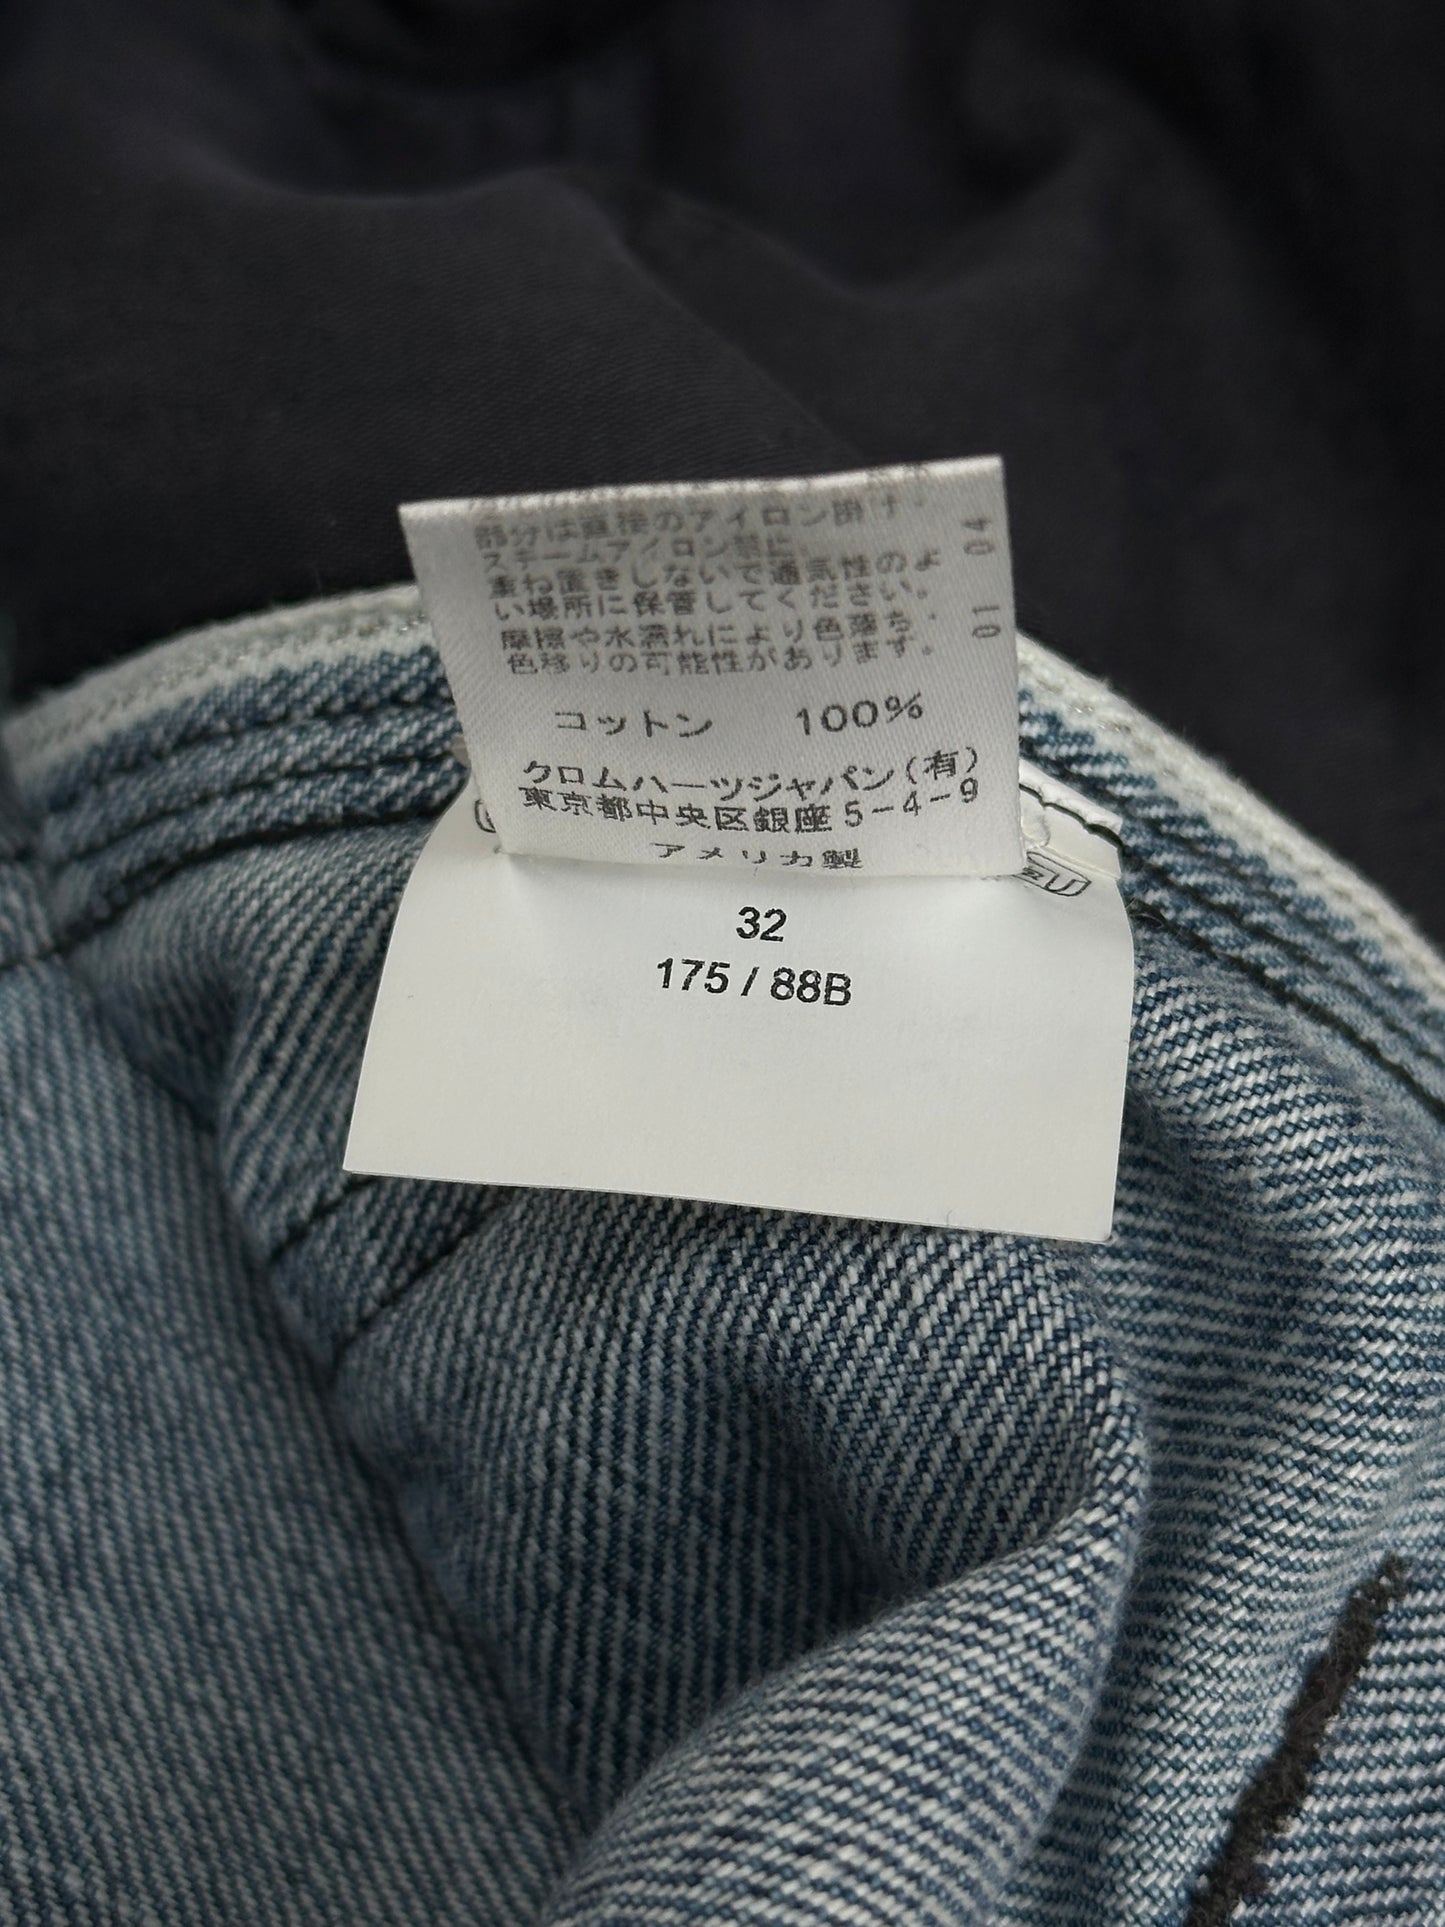 部分は直接のアイロン掛け・
スチームアイロン禁止。
重ね置きしないで通気性のよ
い場所に保管してください。
摩擦や水濡れにより色落ち・
色移りの可能性があります。
コットン 100%
クロムハーツジャパン(有)
東京都中央区銀座5-4-9
アメリカ製
01 04
32
175 / 88B